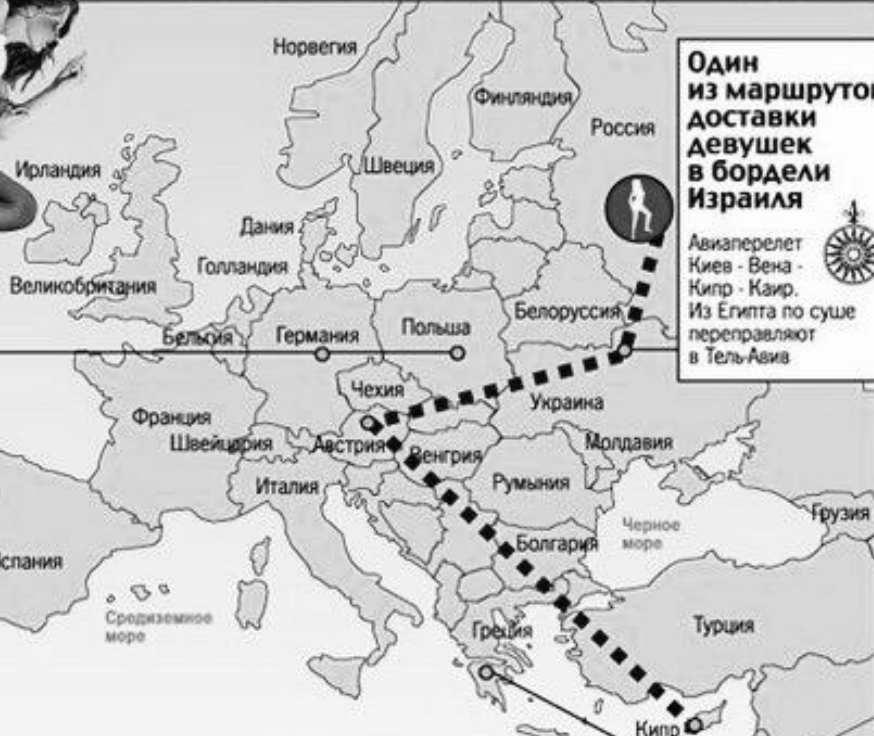 Норвегия
Финляндия
Россия
Ирландия
Швеция
Дания
Голландия
Великобритания
Бельгия
Германия
Польша
Белоруссия
Чехия
Франция
Украина
Швейцария
Австрия
Венгрия
Молдавия
Италия
Румыния
Грузия
Черное
море
Болгария
спания
Средиземное
море
Греция
Турция
Кипр
Один
из маршрутов
доставки
девушек
в бордели
Израиля
Авиаперелет
Киев - Вена -
Кипр - Каир.
Из Египта по суше
переправляют
в Тель-Авив